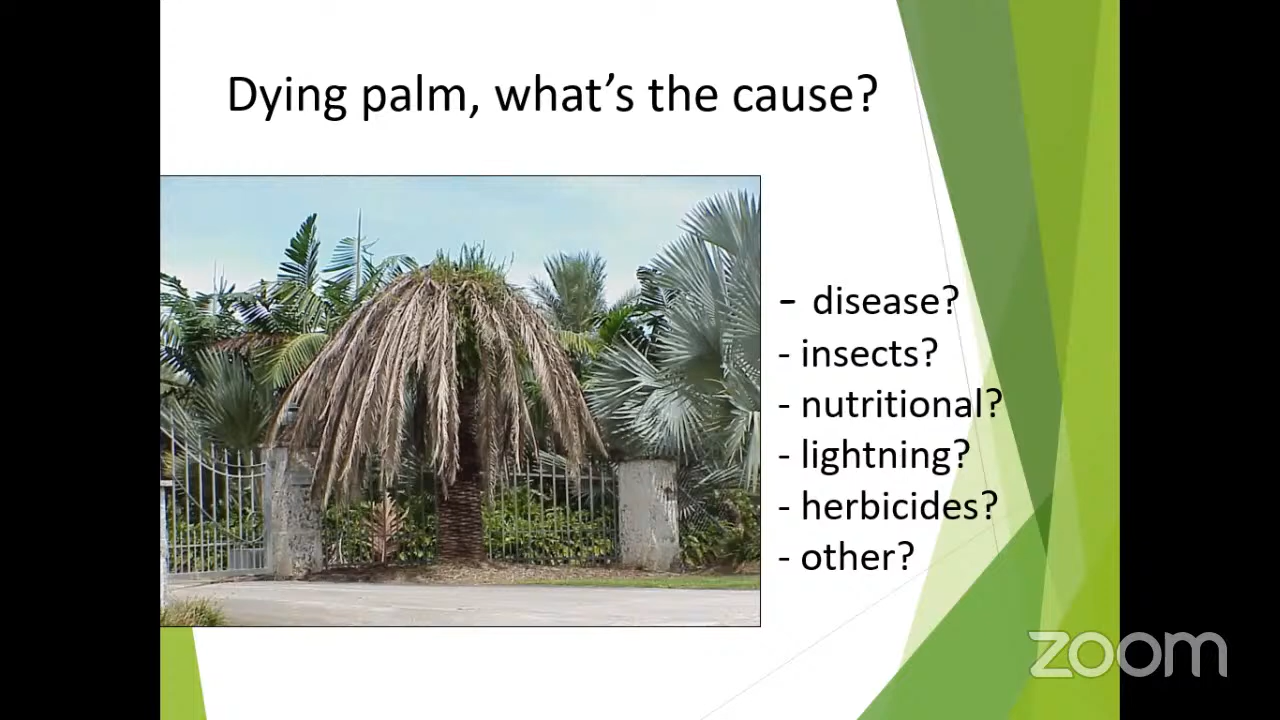 Dying palm, what’s the cause?
- disease?
- insects?
- nutritional?
- lightning?
- herbicides?
- other?
zoom